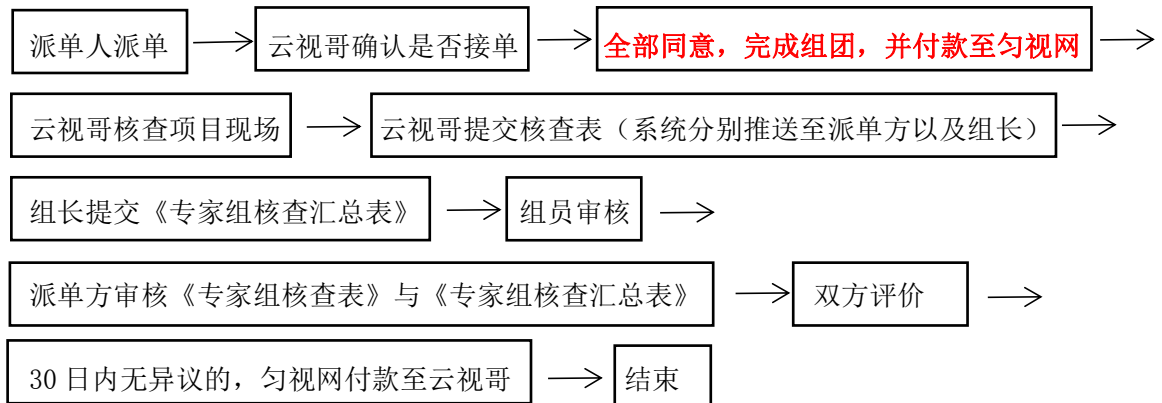 派单人派单 云视哥确认是否接单 全部同意，完成组团，并付款至匀视网
云视哥核查项目现场 云视哥提交核查表（系统分别推送至派单方以及组长）
组长提交《专家组核查汇总表》 组员审核
派单方审核《专家组核查表》与《专家组核查汇总表》 双方评价
30日内无异议的，匀视网付款至云视哥 结束